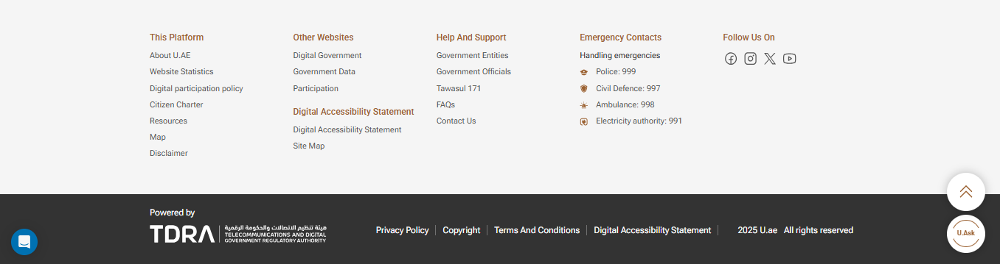 This Platform
About U.AE
Website Statistics
Digital participation policy
Citizen Charter
Resources
Map
Disclaimer
Other Websites
Digital Government
Government Data
Participation
Digital Accessibility Statement
Digital Accessibility Statement
Site Map
Help And Support
Government Entities
Government Officials
Tawasul 171
FAQs
Contact Us
Emergency Contacts
Handling emergencies
Police: 999
Civil Defence: 997
Ambulance: 998
Electricity authority: 991
Follow Us On
Powered by
TDRA
هيئة تنظيم الاتصالات والحكومة الرقمية
TELECOMMUNICATIONS AND DIGITAL
GOVERNMENT REGULATORY AUTHORITY
Privacy Policy Copyright Terms And Conditions Digital Accessibility Statement 2025 U.ae All rights reserved
U.Ask